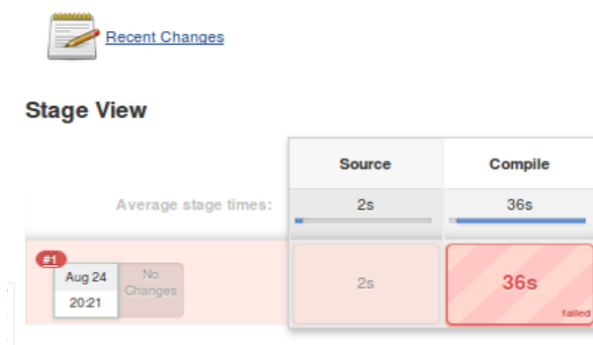 Recent Changes
Stage View
Source Compile
Average stage times: 2s 36s
#1
Aug 24 No Changes
20:21
2s 36s
failed